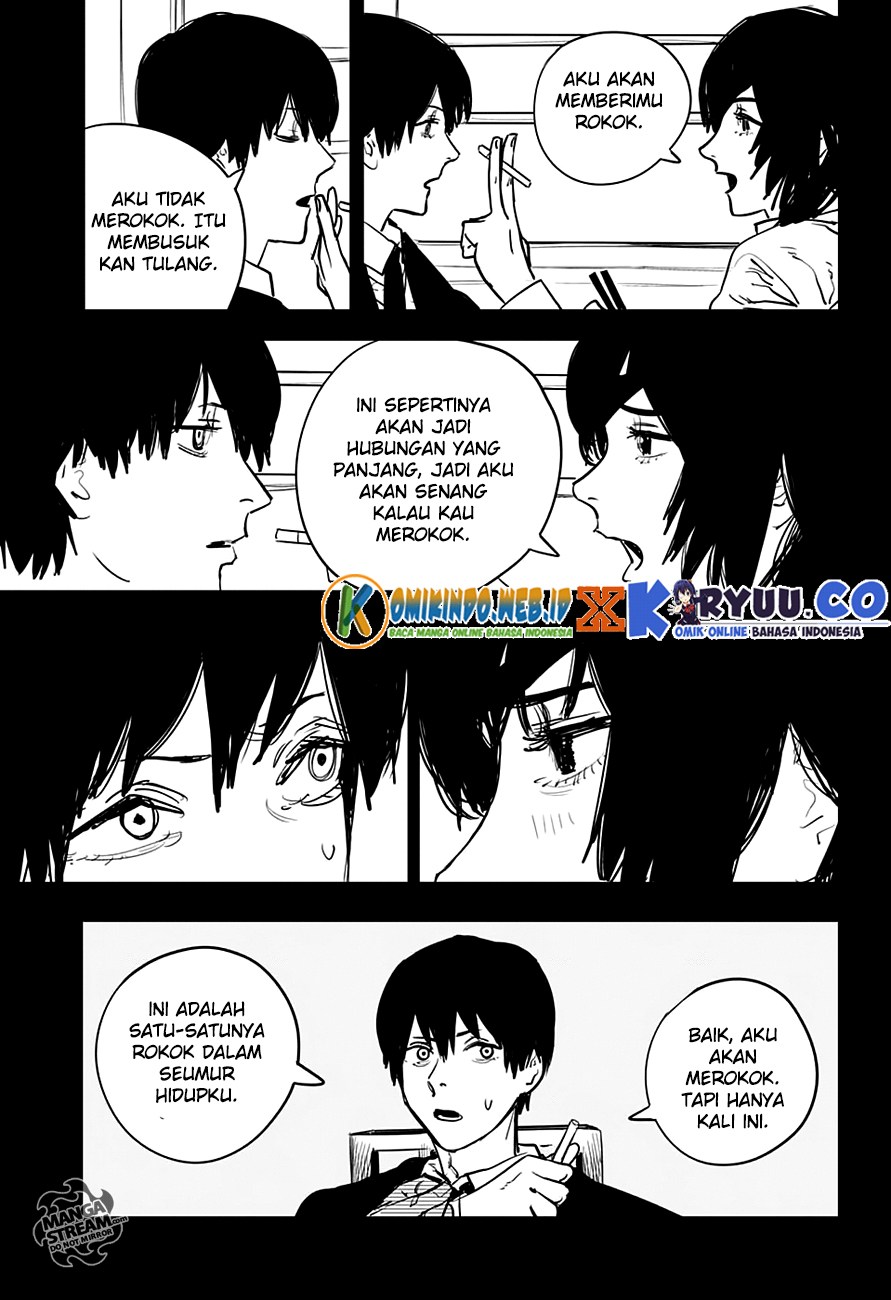 AKU AKAN
MEMBERIMU
ROKOK.
AKU TIDAK
MEROKOK. ITU
MEMBUSUK
KAN TULANG.
INI SEPERTINYA
AKAN JADI
HUBUNGAN YANG
PANJANG, JADI AKU
AKAN SENANG
KALAU KAU
MEROKOK.
KOMIKINDO.WEB.ID X KIRYUU.CO
BACA MANGA ONLINE BAHASA INDONESIA
OMIK ONLINE BAHASA INDONESIA
BAIK, AKU
AKAN
MEROKOK.
TAPI HANYA
KALI INI.
INI ADALAH
SATU-SATUNYA
ROKOK DALAM
SEUMUR
HIDUPKU.
MANGA
STREAM.com
DO NOT MIRROR